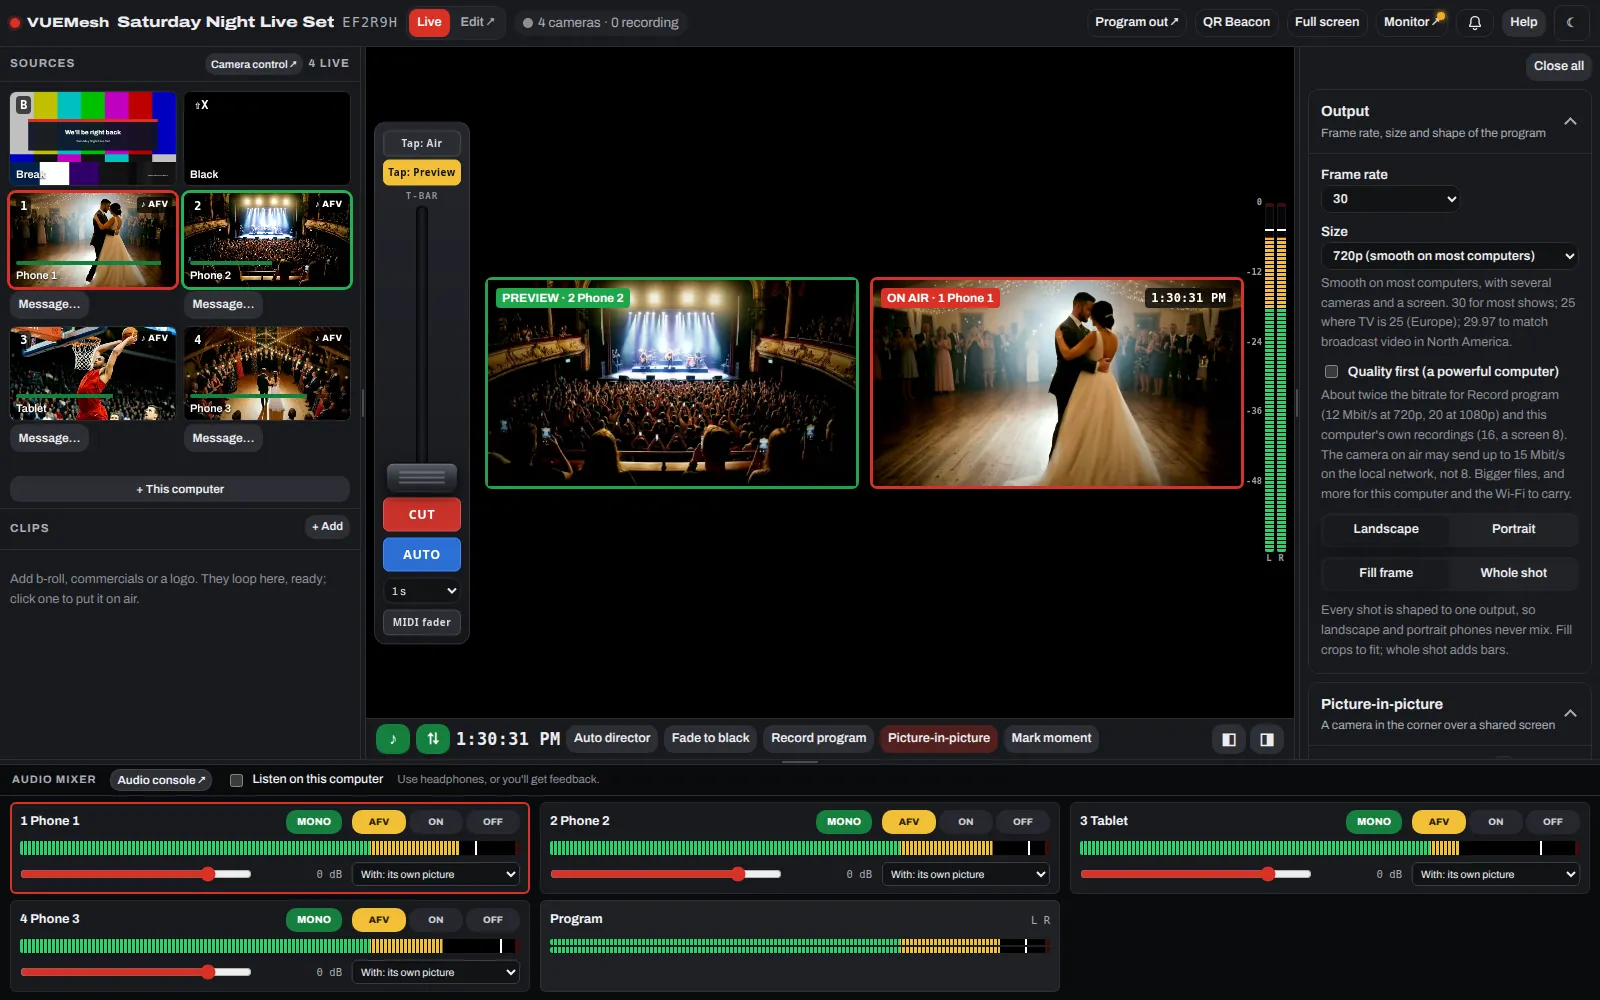 VUEMesh Saturday Night Live Set EF2R9H Live Edit↗ 4 cameras · 0 recording Program out↗ QR Beacon Full screen Monitor↗ Help
SOURCES Camera control↗ 4 LIVE
B
We'll be right back
Break
⇧X
Black
1 ♪ AFV
Phone 1
2 ♪ AFV
Phone 2
Message... Message...
3 ♪ AFV
Tablet
4 ♪ AFV
Phone 3
Message... Message...
+ This computer
CLIPS + Add
Add b-roll, commercials or a logo. They loop here, ready;
click one to put it on air.
Tap: Air
Tap: Preview
T-BAR
CUT
AUTO
1 s
MIDI fader
PREVIEW · 2 Phone 2
ON AIR · 1 Phone 1 1:30:31 PM
0
-12
-24
-36
-48
L R
♪ 1:30:31 PM Auto director Fade to black Record program Picture-in-picture Mark moment
Close all
Output
Frame rate, size and shape of the program
Frame rate
30
Size
720p (smooth on most computers)
Smooth on most computers, with several
cameras and a screen. 30 for most shows; 25
where TV is 25 (Europe); 29.97 to match
broadcast video in North America.
Quality first (a powerful computer)
About twice the bitrate for Record program
(12 Mbit/s at 720p, 20 at 1080p) and this
computer's own recordings (16, a screen 8).
The camera on air may send up to 15 Mbit/s
on the local network, not 8. Bigger files, and
more for this computer and the Wi-Fi to carry.
Landscape Portrait
Fill frame Whole shot
Every shot is shaped to one output, so
landscape and portrait phones never mix. Fill
crops to fit; whole shot adds bars.
Picture-in-picture
A camera in the corner over a shared screen
AUDIO MIXER Audio console↗ Listen on this computer Use headphones, or you'll get feedback.
1 Phone 1 MONO AFV ON OFF
0 dB With: its own picture
2 Phone 2 MONO AFV ON OFF
0 dB With: its own picture
3 Tablet MONO AFV ON OFF
0 dB With: its own picture
4 Phone 3 MONO AFV ON OFF
0 dB With: its own picture
Program L R